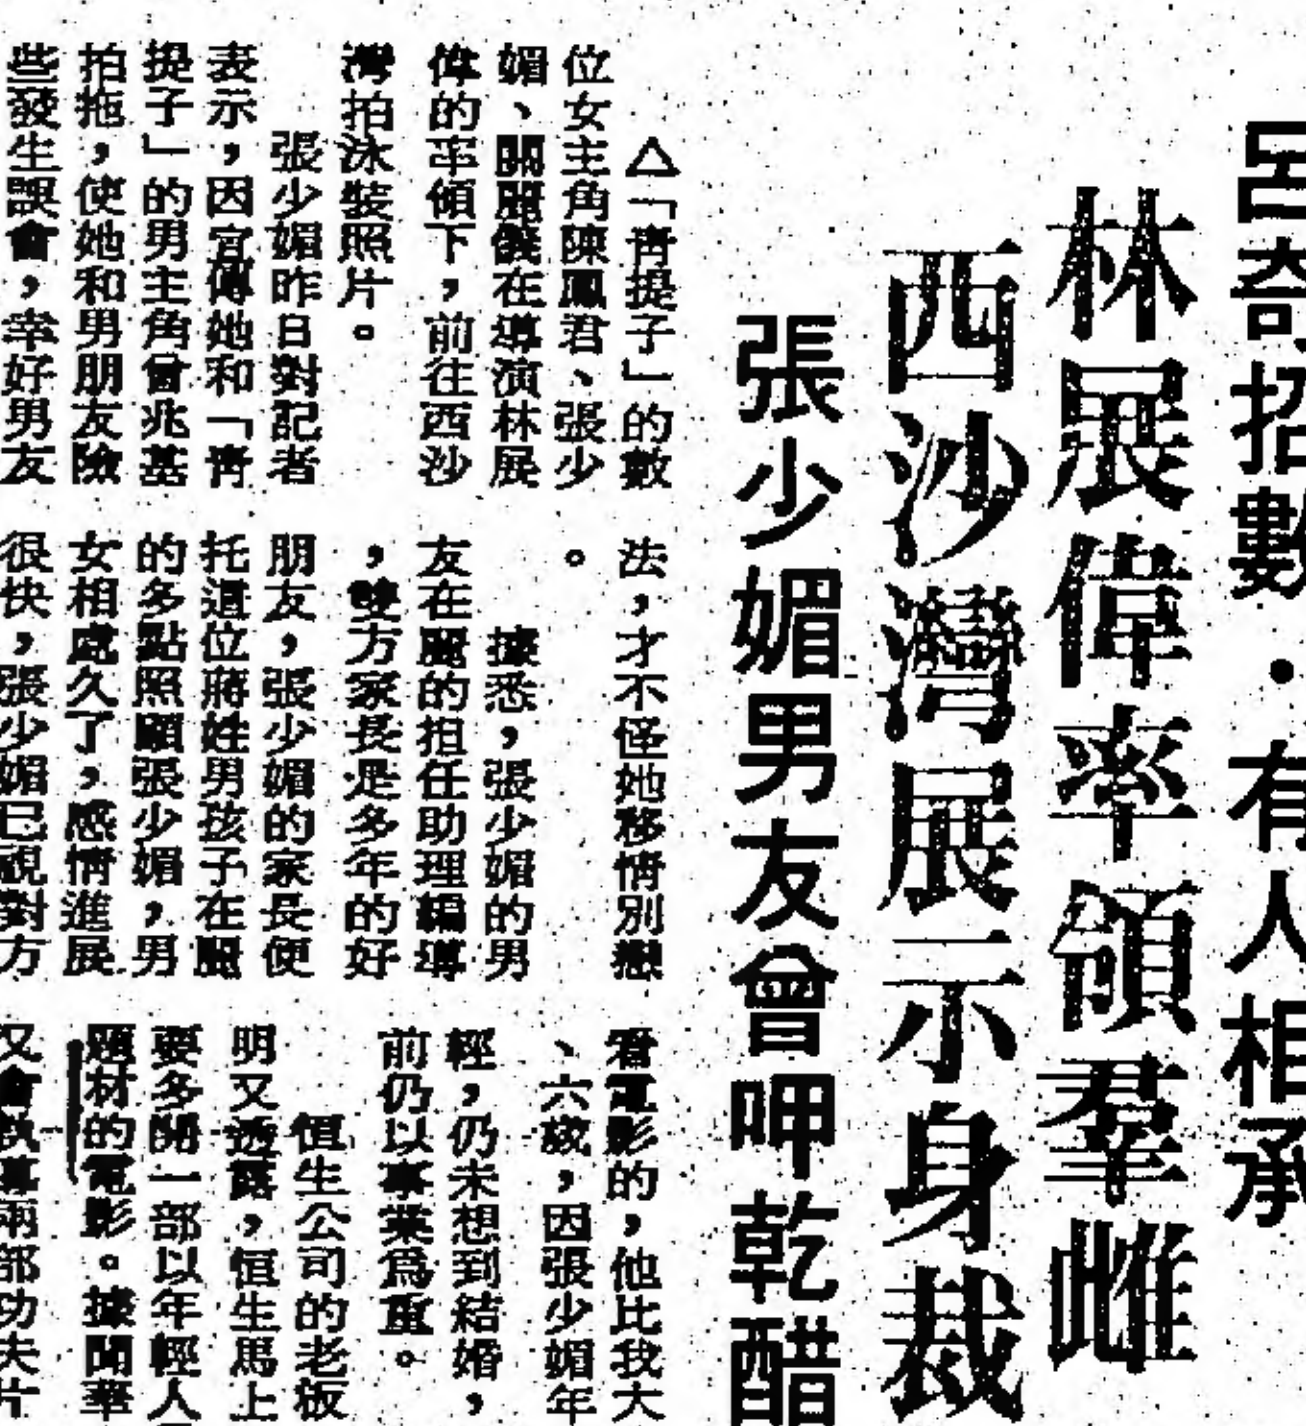 呂奇招數·有人相承
林展偉率領羣雌
西沙灣展示身裁
張少媚男友曾呷乾醋
△「青提子」的數
位女主角陳鳳君、張少
媚、關麗儀在導演林展
偉的率傾下，前往西沙
灣拍泳裝照片。
張少媚昨日對記者
表示，因宣傳她和「青
提子」的男主角曾兆基
拍拖，使她和男朋友險
些發生誤會，幸好男友
法，才不怪她移情別戀
。
據悉，張少媚的男
友在麗的担任助理編導
，雙方家長是多年的好
朋友，張少媚的家長便
托這位蔣姓男孩子在麗
的多點照顧張少媚，男
女相處久了，感情進展
很快，張少媚已視對方
看電影的，他比我大
、六歲，因張少媚年
輕，仍未想到結婚，
前仍以事業爲重。
恒生公司的老板
明又透露，恒生馬上
要多開一部以年輕人
題材的電影。據聞華
又會執導兩部功夫片